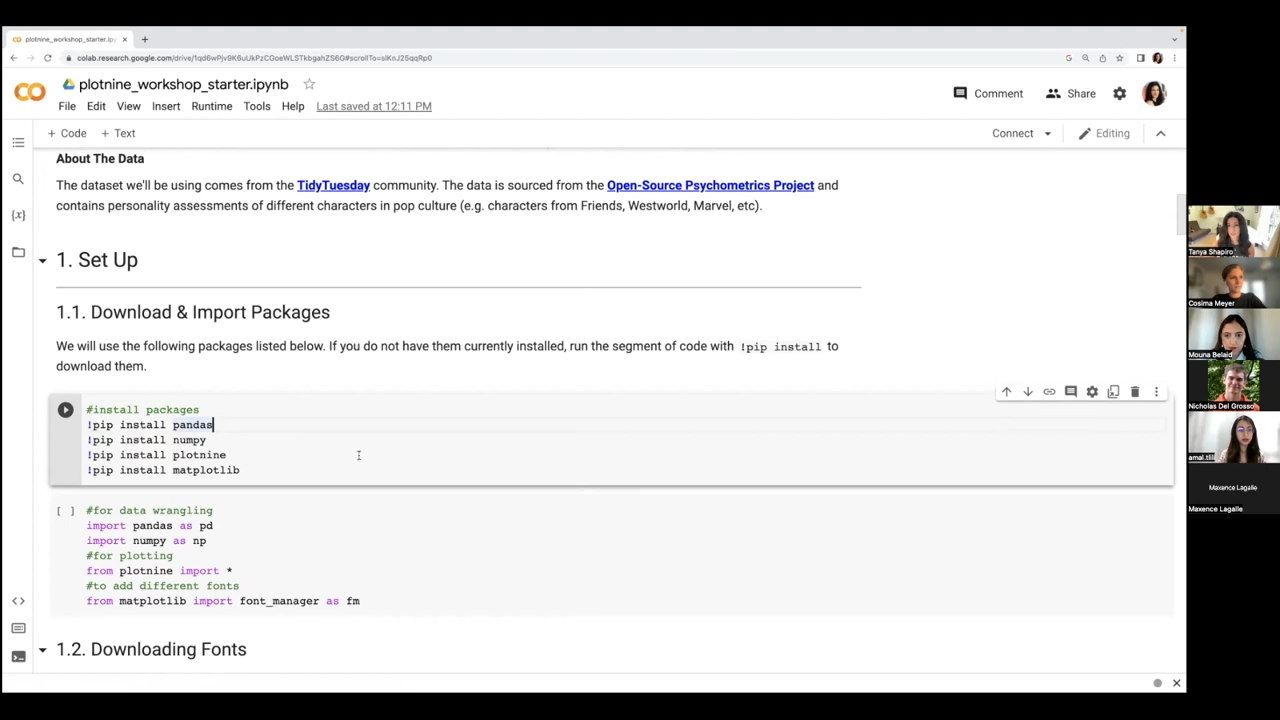 plotnine_workshop_starter.ipy
colab.research.google.com/drive/1qd6wPjv9K6uUkPzCGoeWLSTkbgahZS6G#scrollTo=slKnJ25qqRp0
plotnine_workshop_starter.ipynb
File Edit View Insert Runtime Tools Help Last saved at 12:11 PM
Comment Share
+ Code + Text
Connect Editing
About The Data
The dataset we'll be using comes from the TidyTuesday community. The data is sourced from the Open-Source Psychometrics Project and
contains personality assessments of different characters in pop culture (e.g. characters from Friends, Westworld, Marvel, etc).
1. Set Up
1.1. Download & Import Packages
We will use the following packages listed below. If you do not have them currently installed, run the segment of code with !pip install to
download them.
#install packages
!pip install pandas
!pip install numpy
!pip install plotnine
!pip install matplotlib
[ ] #for data wrangling
import pandas as pd
import numpy as np
#for plotting
from plotnine import *
#to add different fonts
from matplotlib import font_manager as fm
1.2. Downloading Fonts
Tanya Shapiro
Cosima Meyer
Mouna Belaid
Nicholas Del Grosso
amal.tlili
Maxence Lagalle
Maxence Lagalle